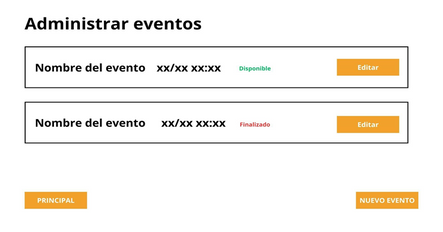 Administrar eventos
Nombre del evento xx/xx xx:xx Disponible Editar
Nombre del evento xx/xx xx:xx Finalizado Editar
PRINCIPAL NUEVO EVENTO